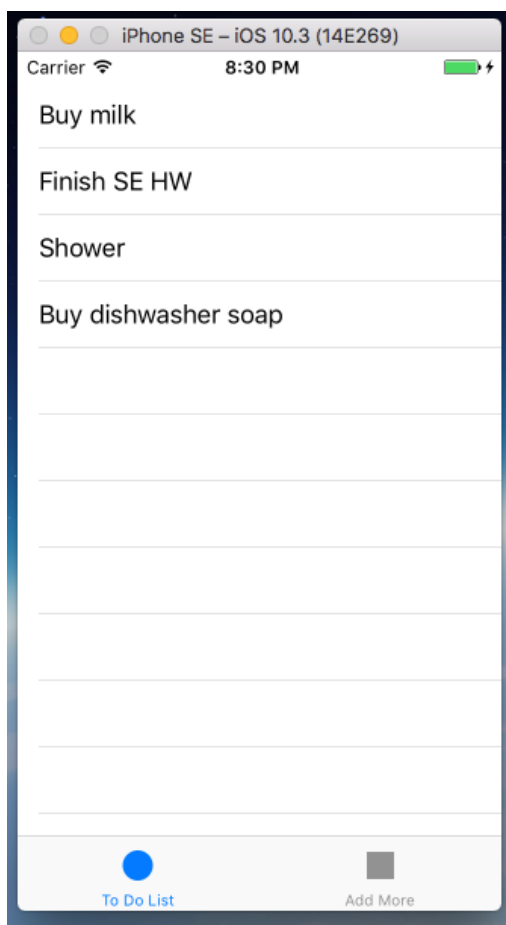 iPhone SE – iOS 10.3 (14E269)
Carrier 8:30 PM
Buy milk
Finish SE HW
Shower
Buy dishwasher soap
To Do List Add More